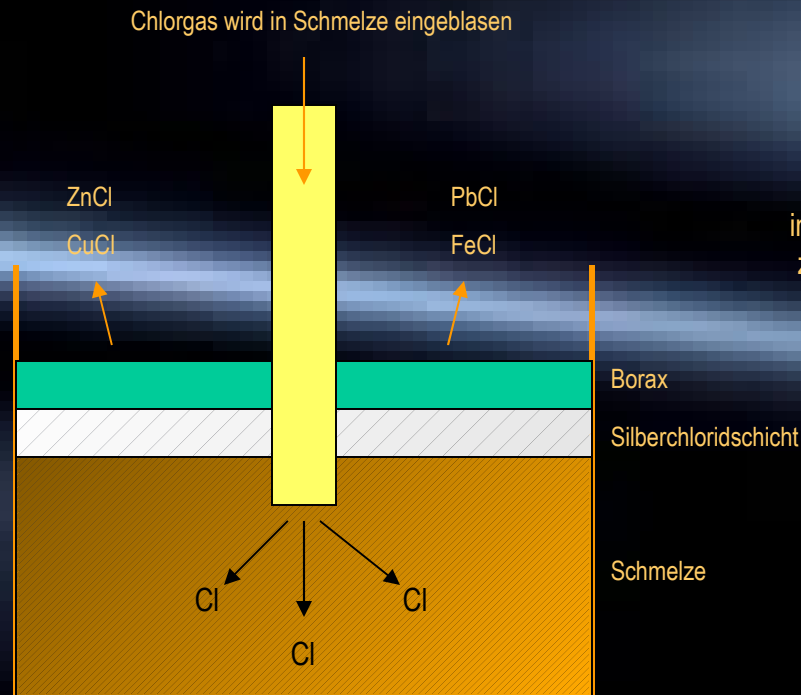 Chlorgas wird in Schmelze eingeblasen
ZnCl
PbCl
CuCl
FeCl
Borax
Silberchloridschicht
Schmelze
Cl
Cl
Cl